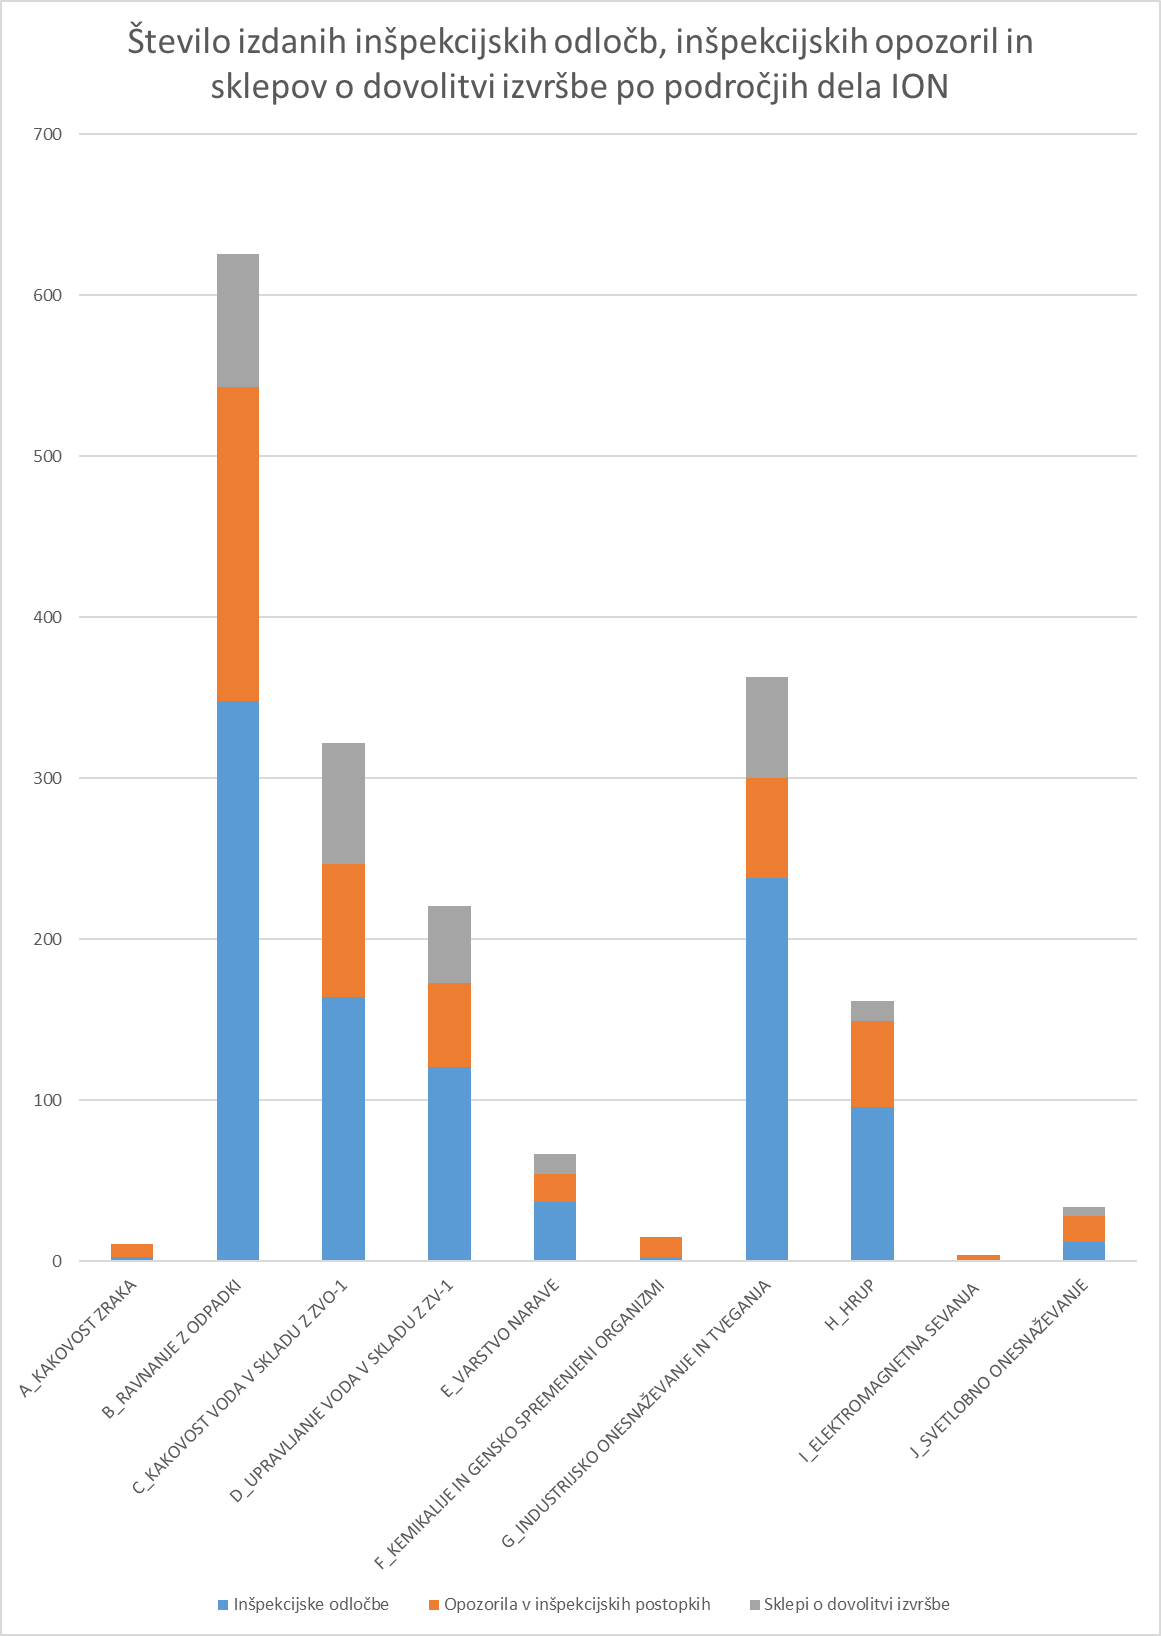 Število izdanih inšpekcijskih odločb, inšpekcijskih opozoril in
sklepov o dovolitvi izvršbe po področjih dela ION
700
600
500
400
300
200
100
0
A_KAKOVOST ZRAKA
B_RAVNANJE Z ODPADKI
C_KAKOVOST VODA V SKLADU Z ZVO-1
D_UPRAVLJANJE VODA V SKLADU Z ZV-1
E_VARSTVO NARAVE
F_KEMIKALIJE IN GENSKO SPREMENJENI ORGANIZMI
G_INDUSTRIJSKO ONESNAŽEVANJE IN TVEGANJA
H_HRUP
I_ELEKTROMAGNETNA SEVANJA
J_SVETLOBNO ONESNAŽEVANJE
Inšpekcijske odločbe
Opozorila v inšpekcijskih postopkih
Sklepi o dovolitvi izvršbe